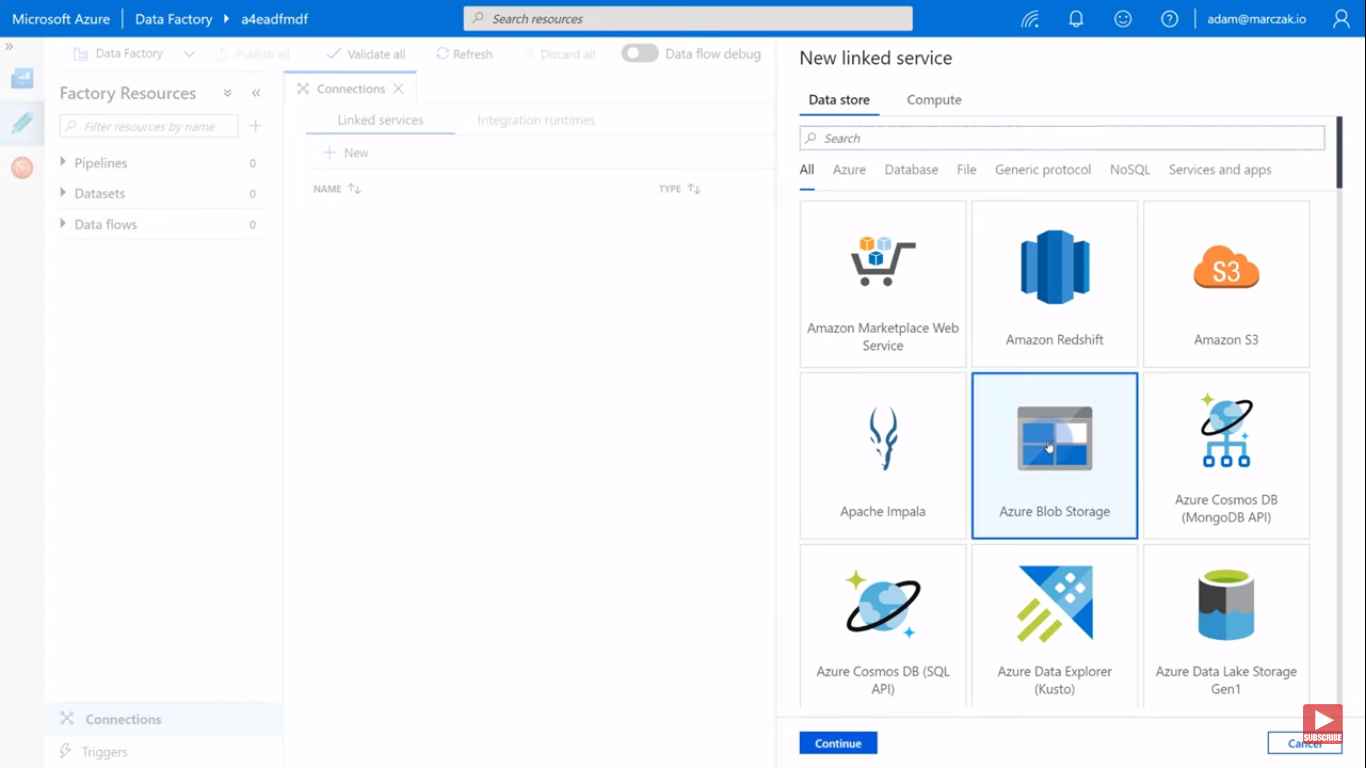 Microsoft Azure
Data Factory
a4eadfmdf
Search resources
adam@marczak.io
Data Factory
Publish all
Validate all
Refresh
Discard all
Data flow debug
Factory Resources
Filter resources by name
Pipelines 0
Datasets 0
Data flows 0
Connections
Triggers
Connections
Linked services
Integration runtimes
New
NAME
TYPE
New linked service
Data store
Compute
Search
All
Azure
Database
File
Generic protocol
NoSQL
Services and apps
Amazon Marketplace Web
Service
Amazon Redshift
S3
Amazon S3
Apache Impala
Azure Blob Storage
Azure Cosmos DB
(MongoDB API)
Azure Cosmos DB (SQL
API)
Azure Data Explorer
(Kusto)
Azure Data Lake Storage
Gen1
Continue
Cancel
SUBSCRIBE